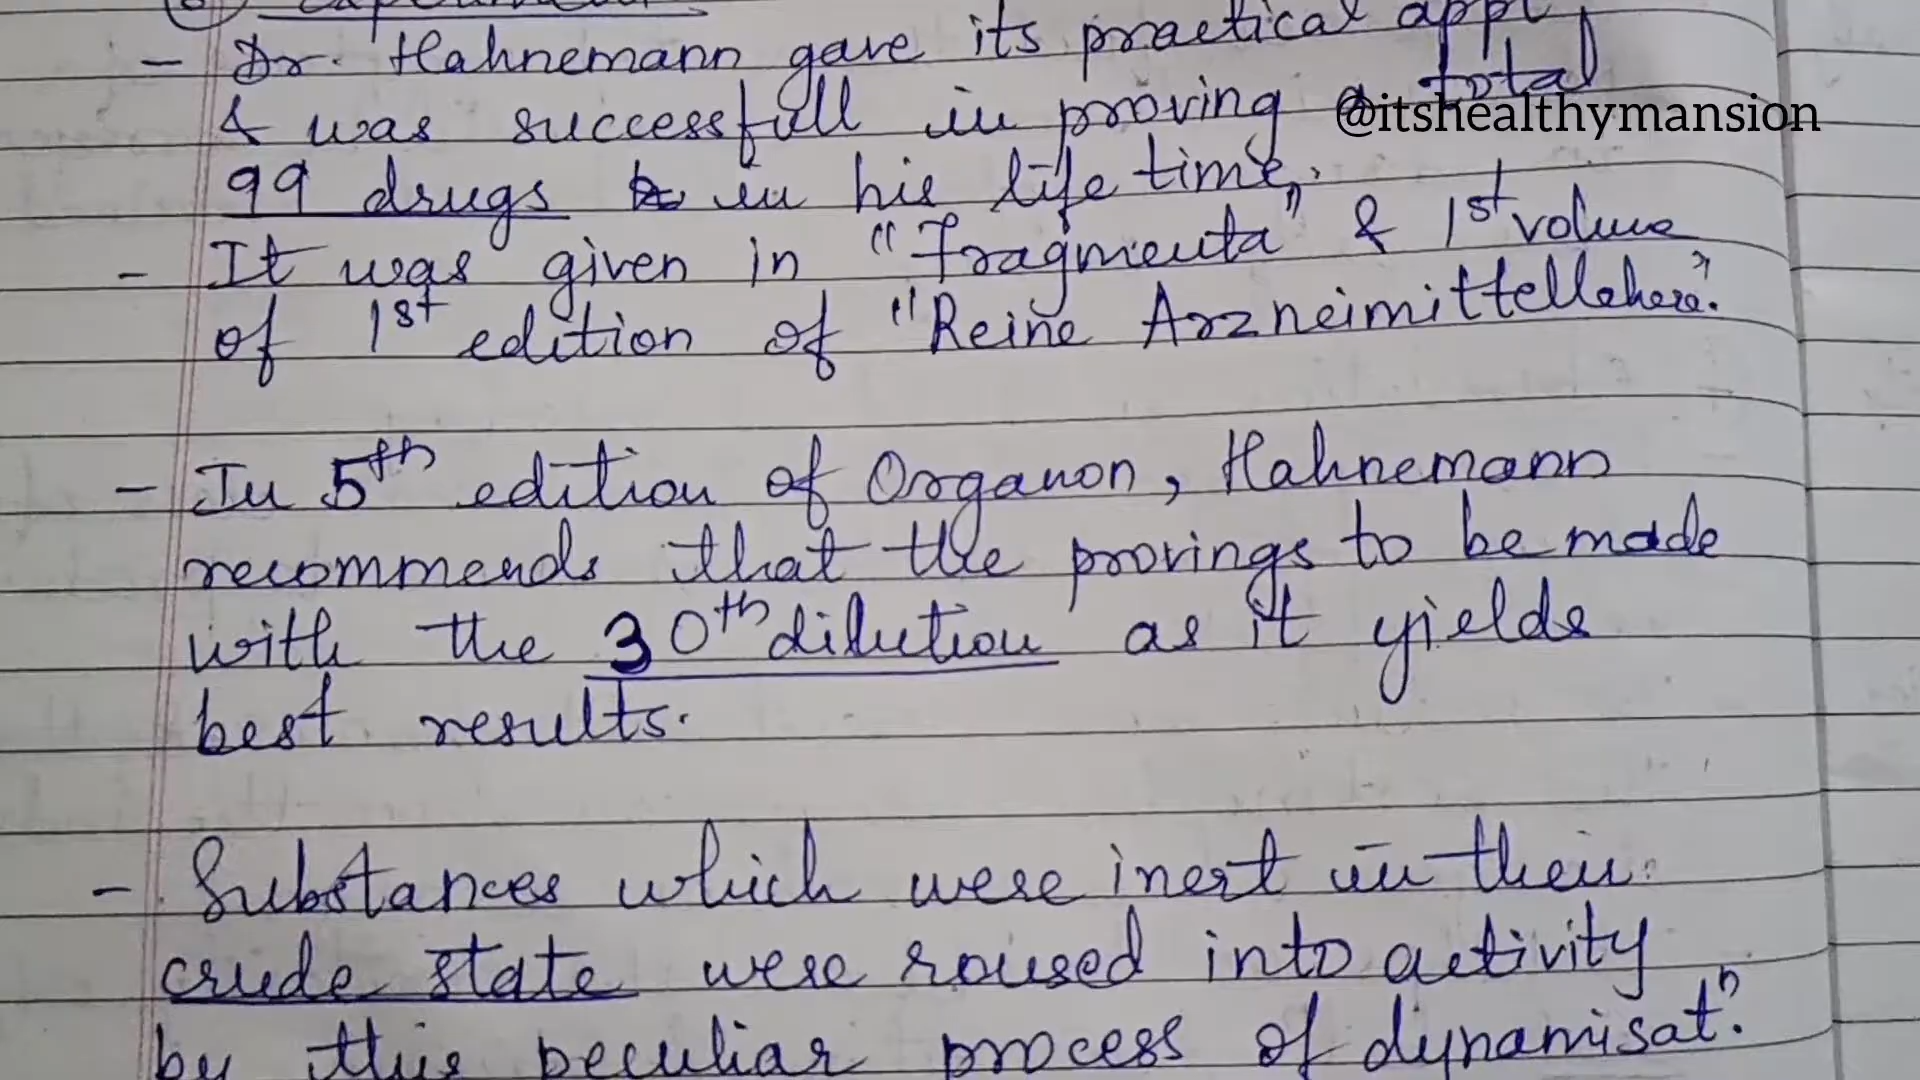 - Dr. Hahnemann gave its practical appl
& was successfull in proving a total
@itshealthymansion
99 drugs in his life time.
- It was given in "Fragmenta" & 1st volume
of 1st edition of "Reine Arzneimittellehere".
- In 5th edition of Organon, Hahnemann
recommends that the provings to be made
with the 30th dilution as it yields
best results.
- Substances which were inert in their
crude state were roused into activity
by this peculiar process of dynamisatn.